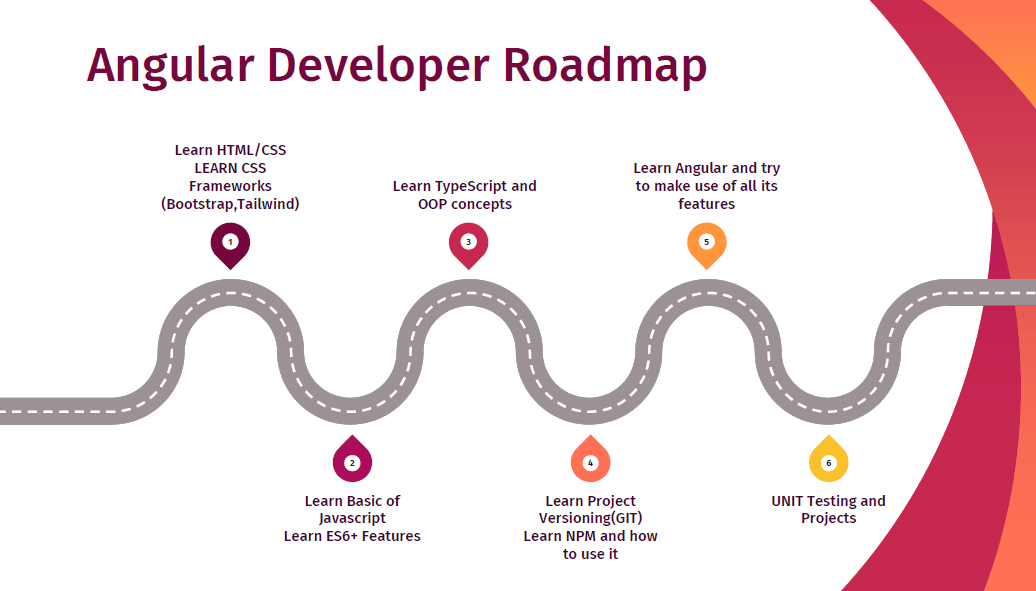 Angular Developer Roadmap
Learn HTML/CSS
LEARN CSS
Frameworks
(Bootstrap,Tailwind)
1
Learn Basic of
Javascript
Learn ES6+ Features
2
Learn TypeScript and
OOP concepts
3
Learn Project
Versioning(GIT)
Learn NPM and how
to use it
4
Learn Angular and try
to make use of all its
features
5
UNIT Testing and
Projects
6